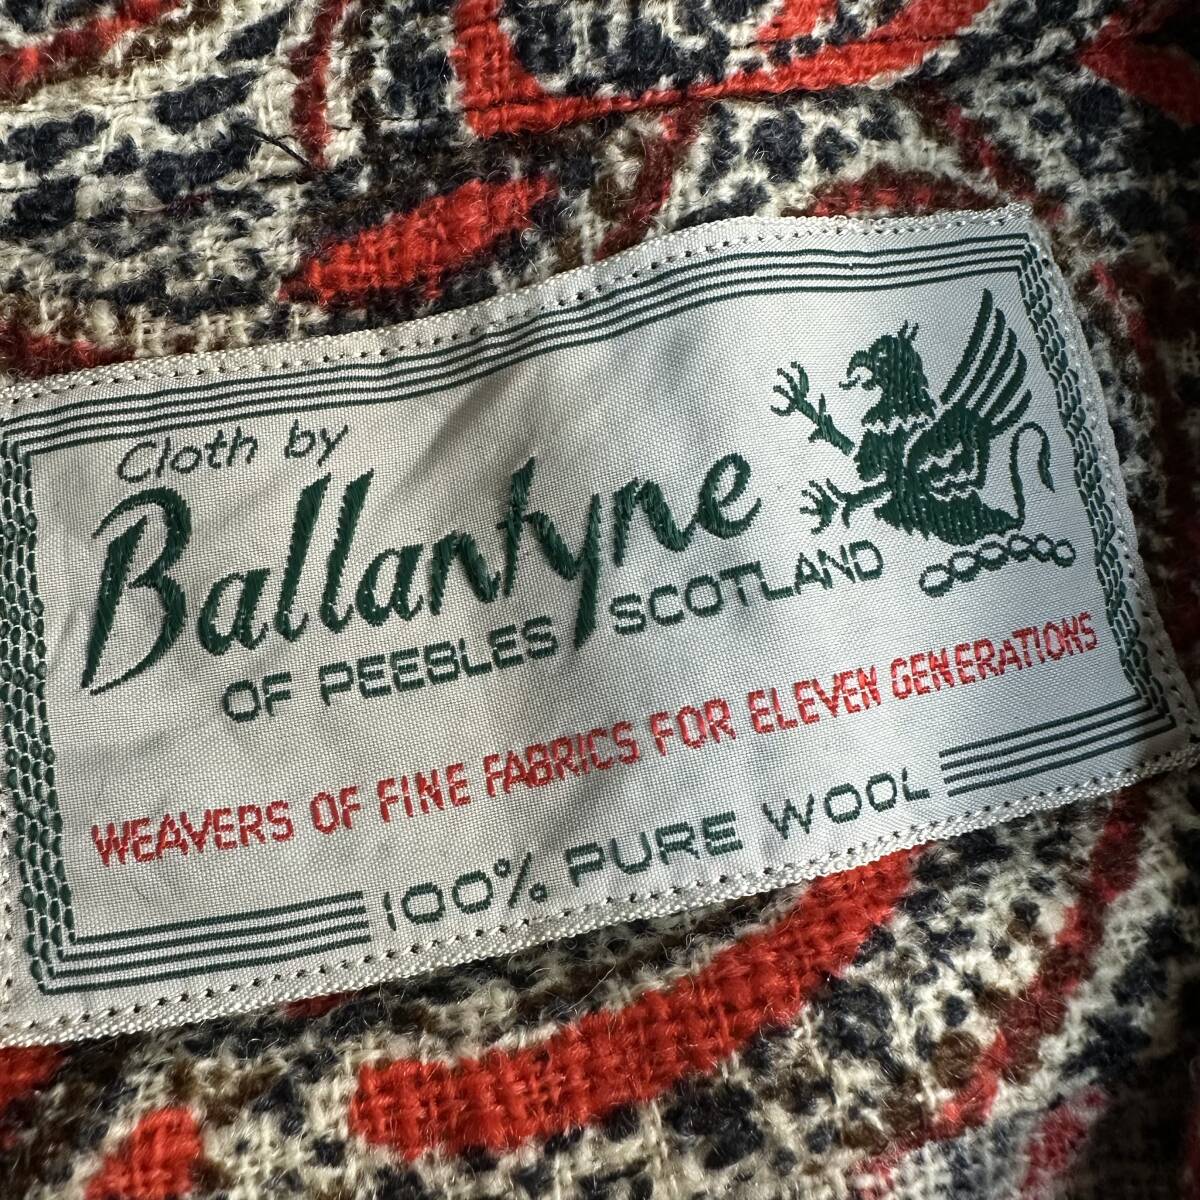 Cloth by
Ballantyne
OF PEEBLES SCOTLAND
WEAVERS OF FINE FABRICS FOR ELEVEN GENERATIONS
100% PURE WOOL